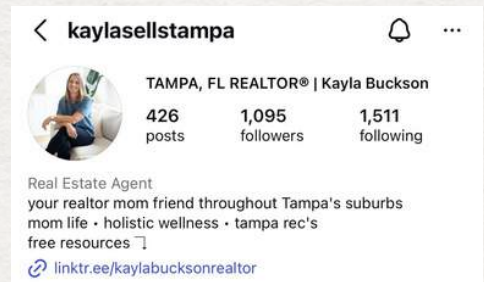 kaylasellstampa
TAMPA, FL REALTOR® | Kayla Buckson
426 1,095 1,511
posts followers following
Real Estate Agent
your realtor mom friend throughout Tampa's suburbs
mom life • holistic wellness • tampa rec's
free resources ⤵
linktr.ee/kaylabucksonrealtor